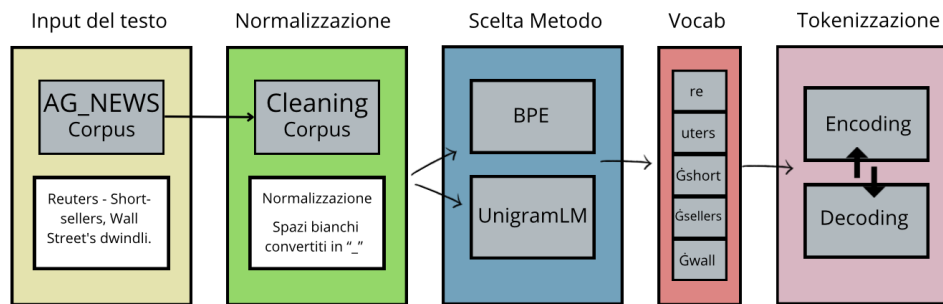 Input del testo
Normalizzazione
Scelta Metodo
Vocab
Tokenizzazione
AG_NEWS
Corpus
Reuters - Short-
sellers, Wall
Street's dwindli.
Cleaning
Corpus
Normalizzazione
Spazi bianchi
convertiti in “_”
BPE
UnigramLM
re
uters
Ġshort
Ġsellers
Ġwall
Encoding
Decoding